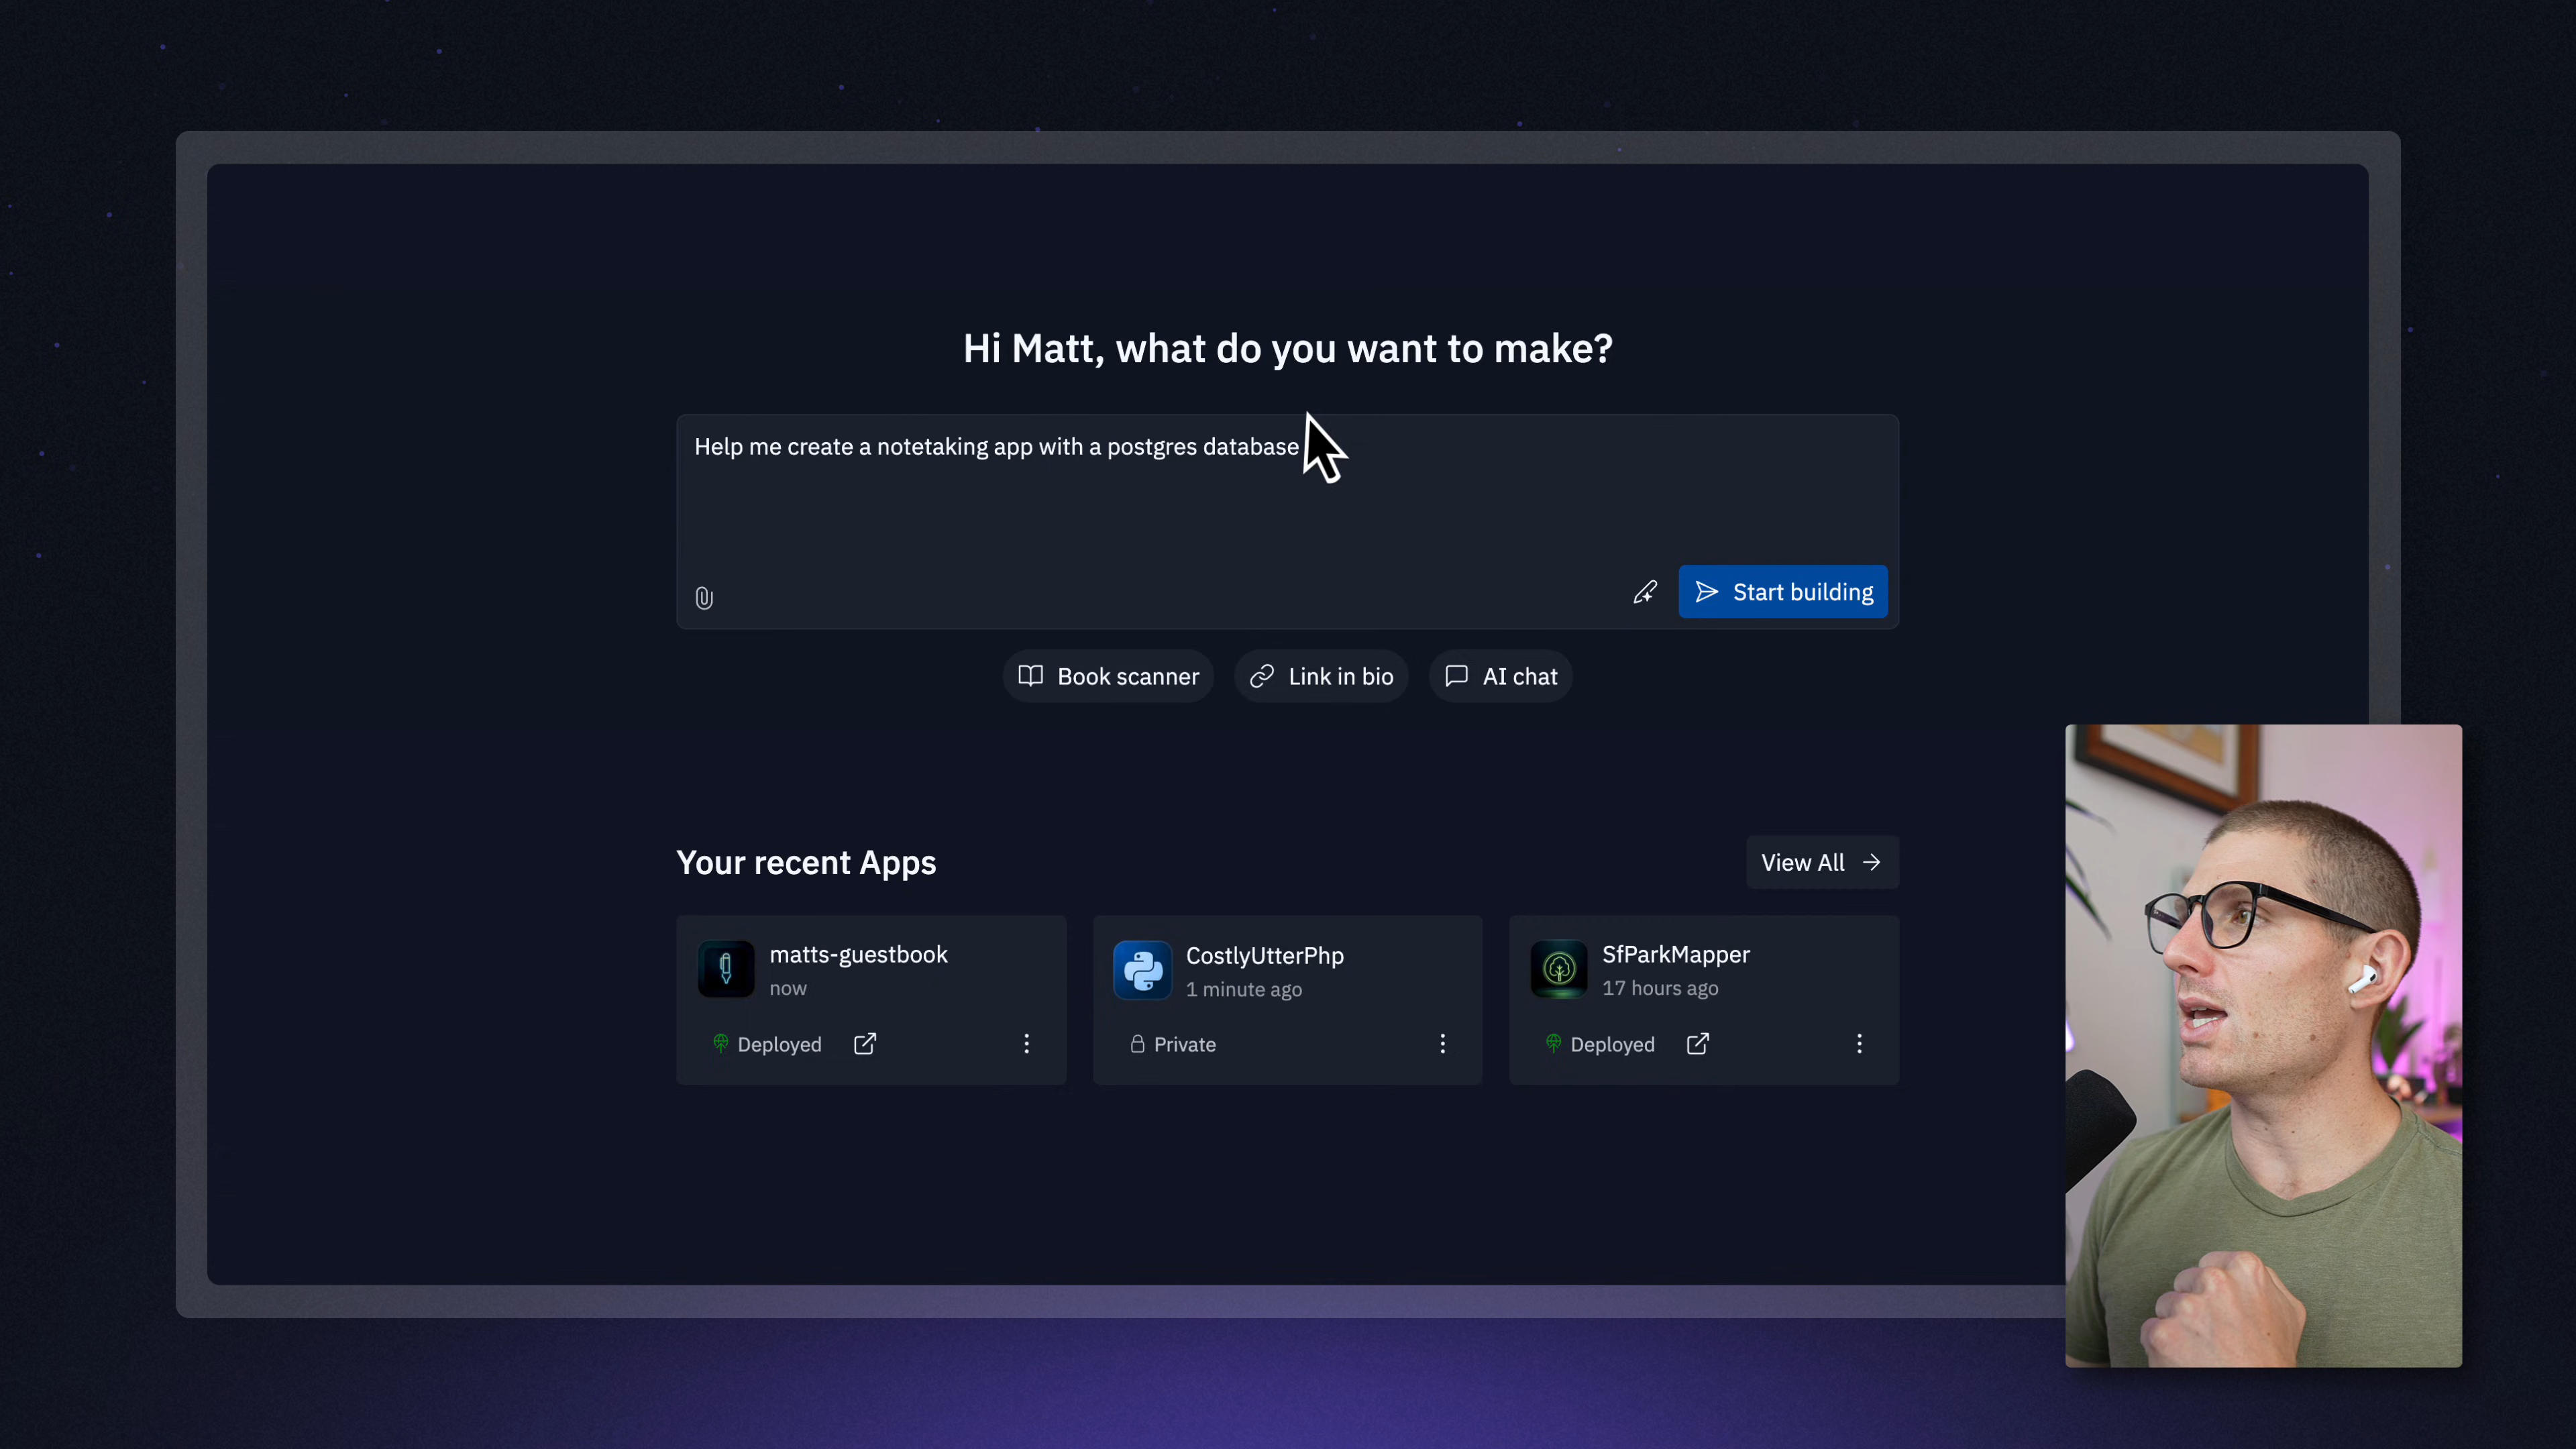 Hi Matt, what do you want to make?
Help me create a notetaking app with a postgres database
Start building
Book scanner
Link in bio
AI chat
Your recent Apps
View All
matts-guestbook
now
Deployed
CostlyUtterPhp
1 minute ago
Private
SfParkMapper
17 hours ago
Deployed